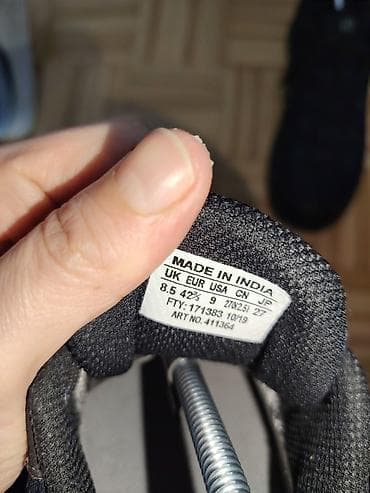 MADE IN INDIA
UK EUR USA CN JP
8.5 42⅔ 9 270(2.5) 27
FTY: 171383 10/19
ART NO. 411364